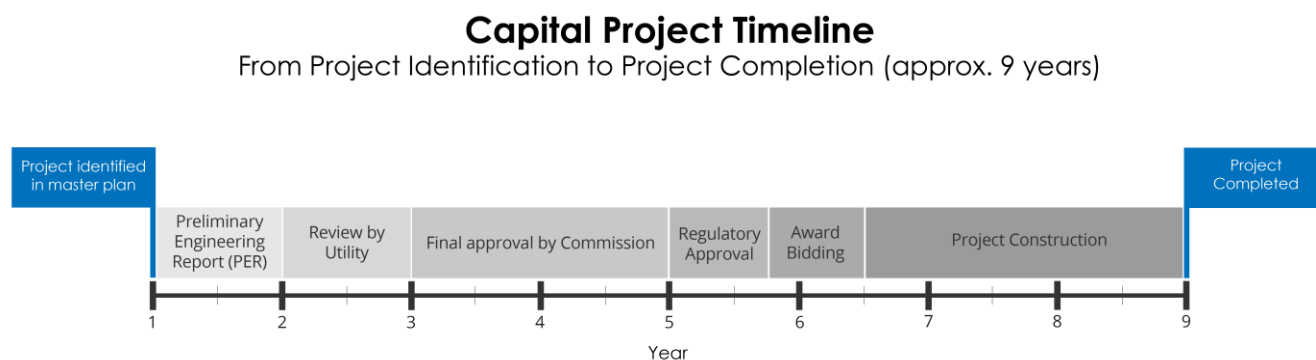 Capital Project Timeline
From Project Identification to Project Completion (approx. 9 years)
Project identified
in master plan
Project
Completed
Preliminary
Engineering
Report (PER)
Review by
Utility
Final approval by Commission
Regulatory
Approval
Award
Bidding
Project Construction
1 2 3 4 5 6 7 8 9
Year